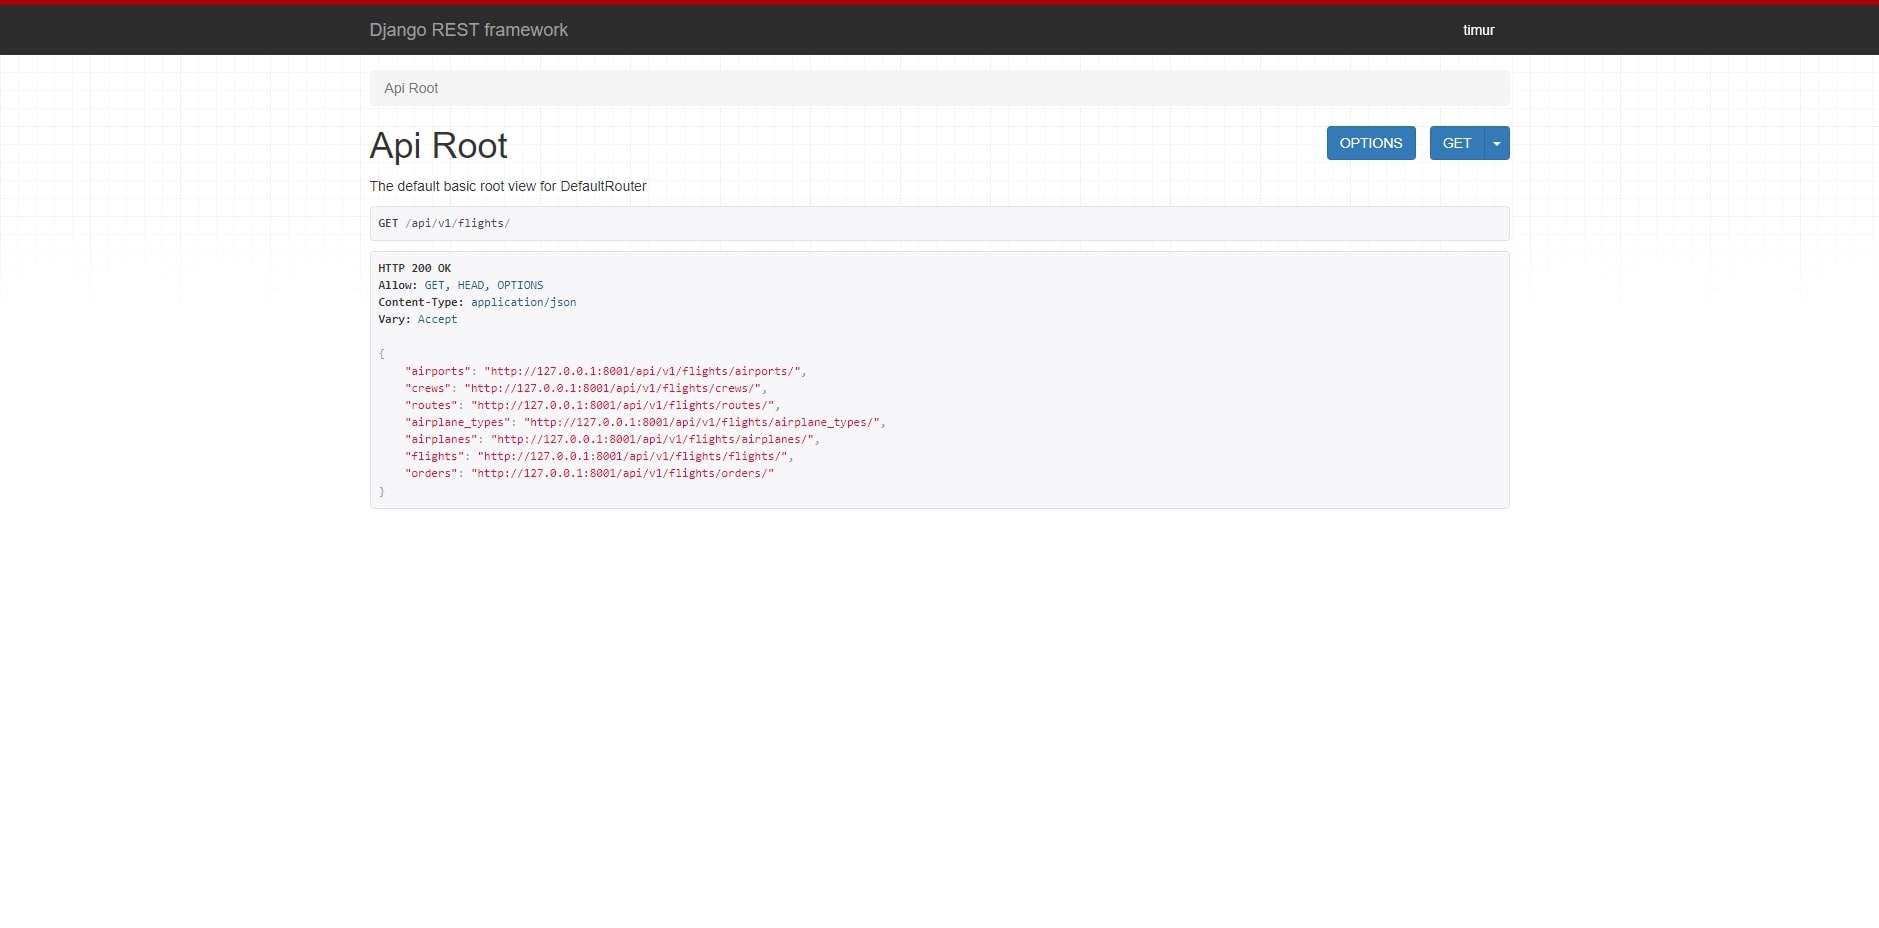 Django REST framework
timur
Api Root
Api Root
OPTIONS
GET
The default basic root view for DefaultRouter
GET /api/v1/flights/
HTTP 200 OK
Allow: GET, HEAD, OPTIONS
Content-Type: application/json
Vary: Accept
{
    "airports": "http://127.0.0.1:8001/api/v1/flights/airports/",
    "crews": "http://127.0.0.1:8001/api/v1/flights/crews/",
    "routes": "http://127.0.0.1:8001/api/v1/flights/routes/",
    "airplane_types": "http://127.0.0.1:8001/api/v1/flights/airplane_types/",
    "airplanes": "http://127.0.0.1:8001/api/v1/flights/airplanes/",
    "flights": "http://127.0.0.1:8001/api/v1/flights/flights/",
    "orders": "http://127.0.0.1:8001/api/v1/flights/orders/"
}